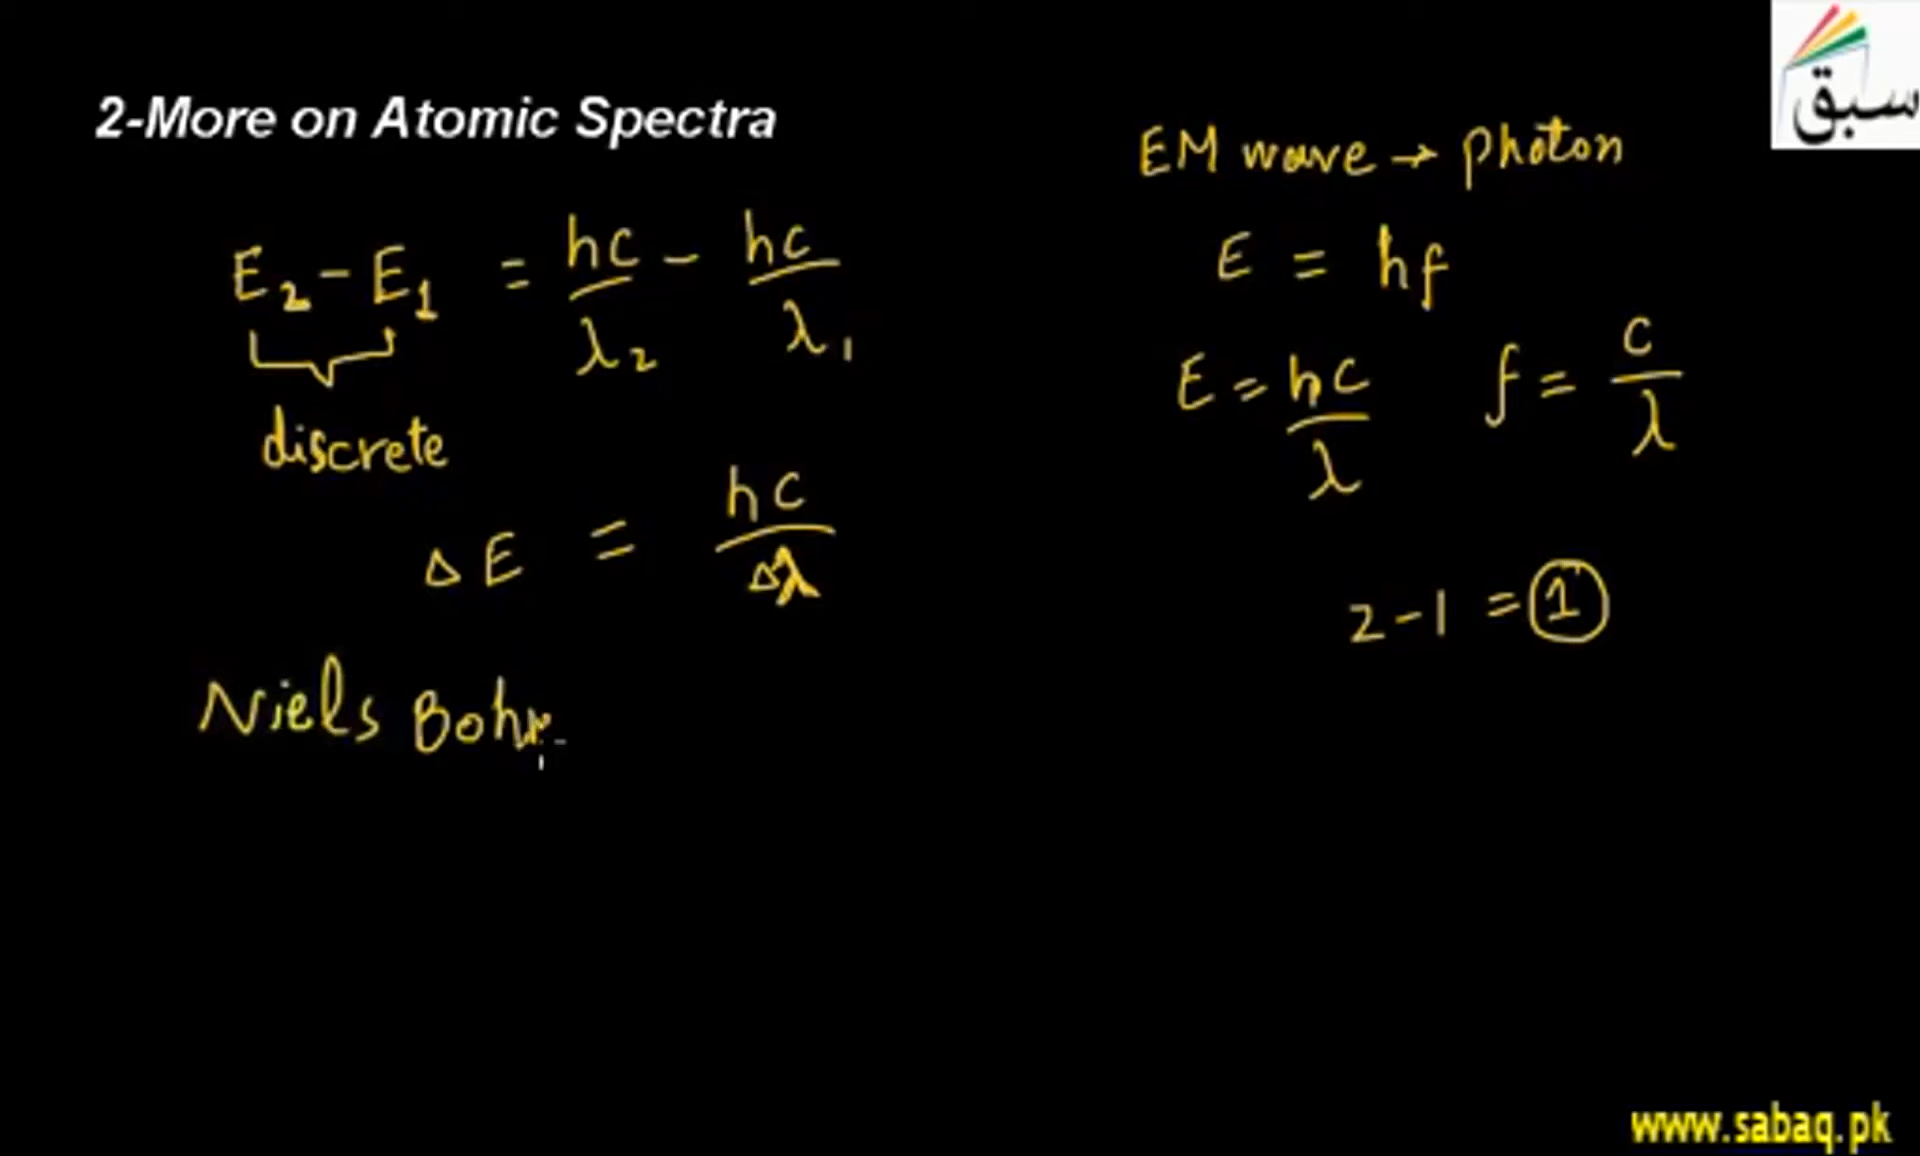 سبق
2-More on Atomic Spectra
E₂ - E₁ = hc/λ₂ - hc/λ₁
discrete
ΔE = hc/Δλ
Niels Bohr
EM wave → photon
E = hf
E = hc/λ f = c/λ
2 - 1 = 1
www.sabaq.pk